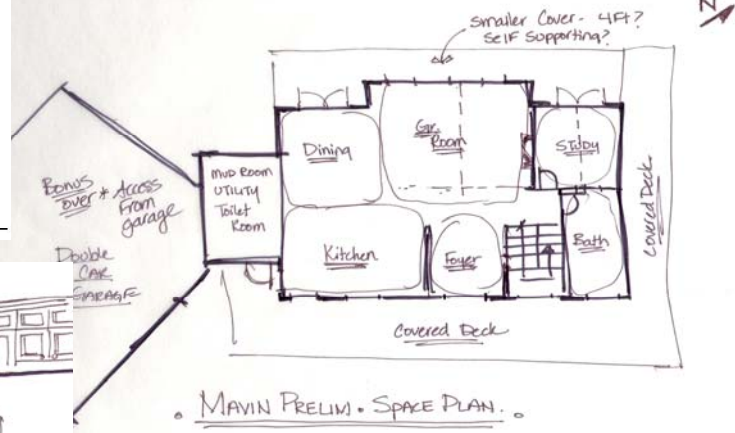 N
Smaller Cover - 4Ft?
Self Supporting?
Dining
Gr.
Room
Study
MUD ROOM
UTILITY
Toilet
Room
Bonus
over * Access
From
garage
Double
CAR
GARAGE
Kitchen
Foyer
Bath
Covered Deck
Covered Deck
. MAVIN PRELIM. SPACE PLAN. .